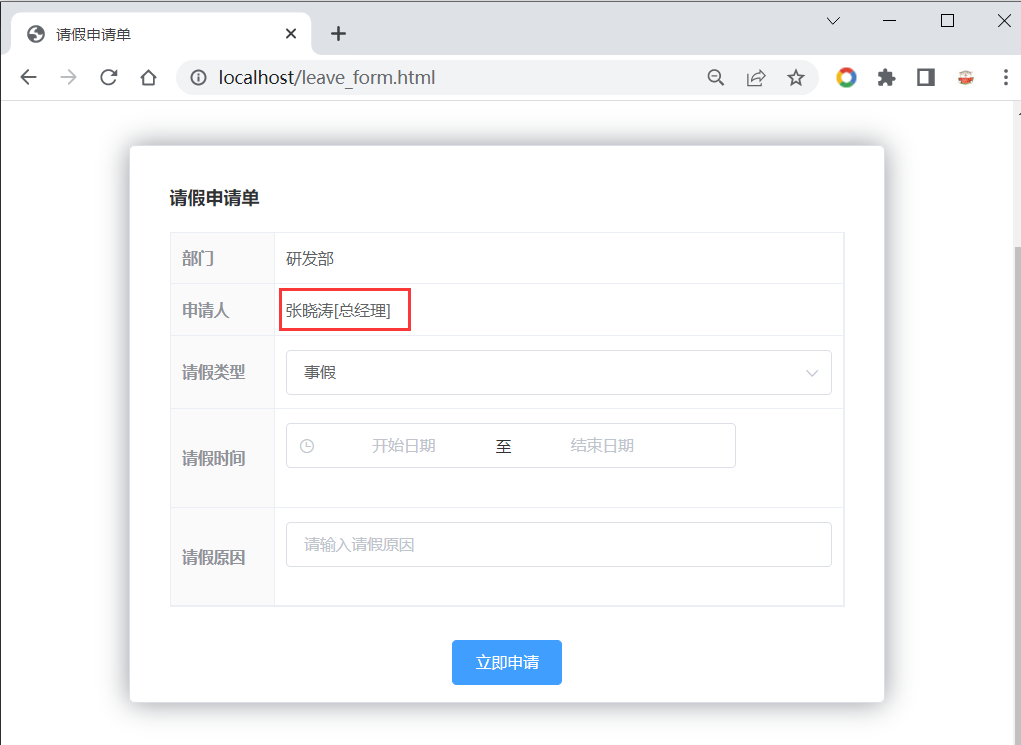 请假申请单
localhost/leave_form.html
请假申请单
部门 研发部
申请人 张晓涛[总经理]
请假类型 事假
请假时间 开始日期 至 结束日期
请假原因 请输入请假原因
立即申请